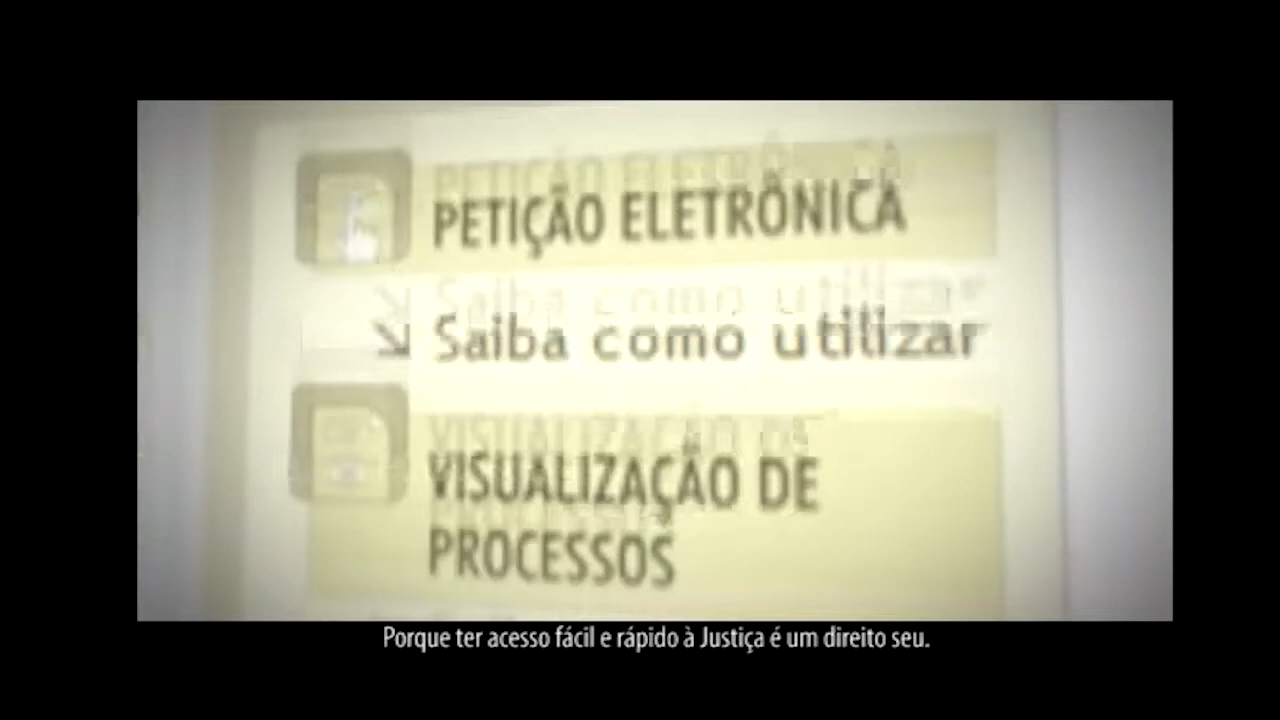 PETIÇÃO ELETRÔNICA
Saiba como utilizar
VISUALIZAÇÃO DE
PROCESSOS
Porque ter acesso fácil e rápido à Justiça é um direito seu.